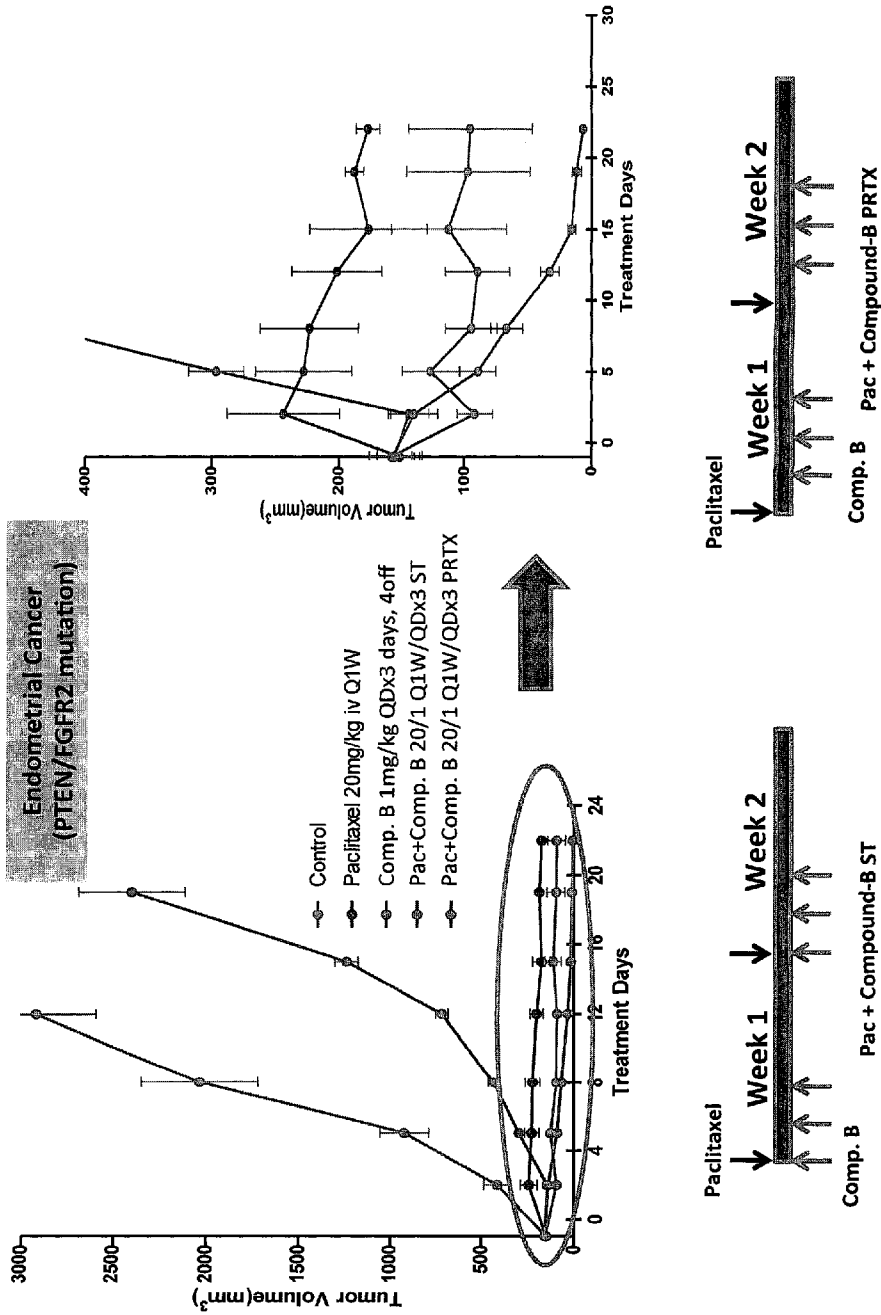 Endometrial Cancer
(PTEN/FGFR2 mutation)
3000
2500
2000
1500
1000
500
0
Tumor Volume(mm³)
0
4
8
12
16
20
24
Treatment Days
Control
Paclitaxel 20mg/kg iv Q1W
Comp. B 1mg/kg QDx3 days, 4off
Pac+Comp. B 20/1 Q1W/QDx3 ST
Pac+Comp. B 20/1 Q1W/QDx3 PRTX
400
300
200
100
0
Tumor Volume(mm³)
0
5
10
15
20
25
30
Treatment Days
Paclitaxel
Week 1
Week 2
Comp. B
Pac + Compound-B ST
Paclitaxel
Week 1
Week 2
Comp. B
Pac + Compound-B PRTX